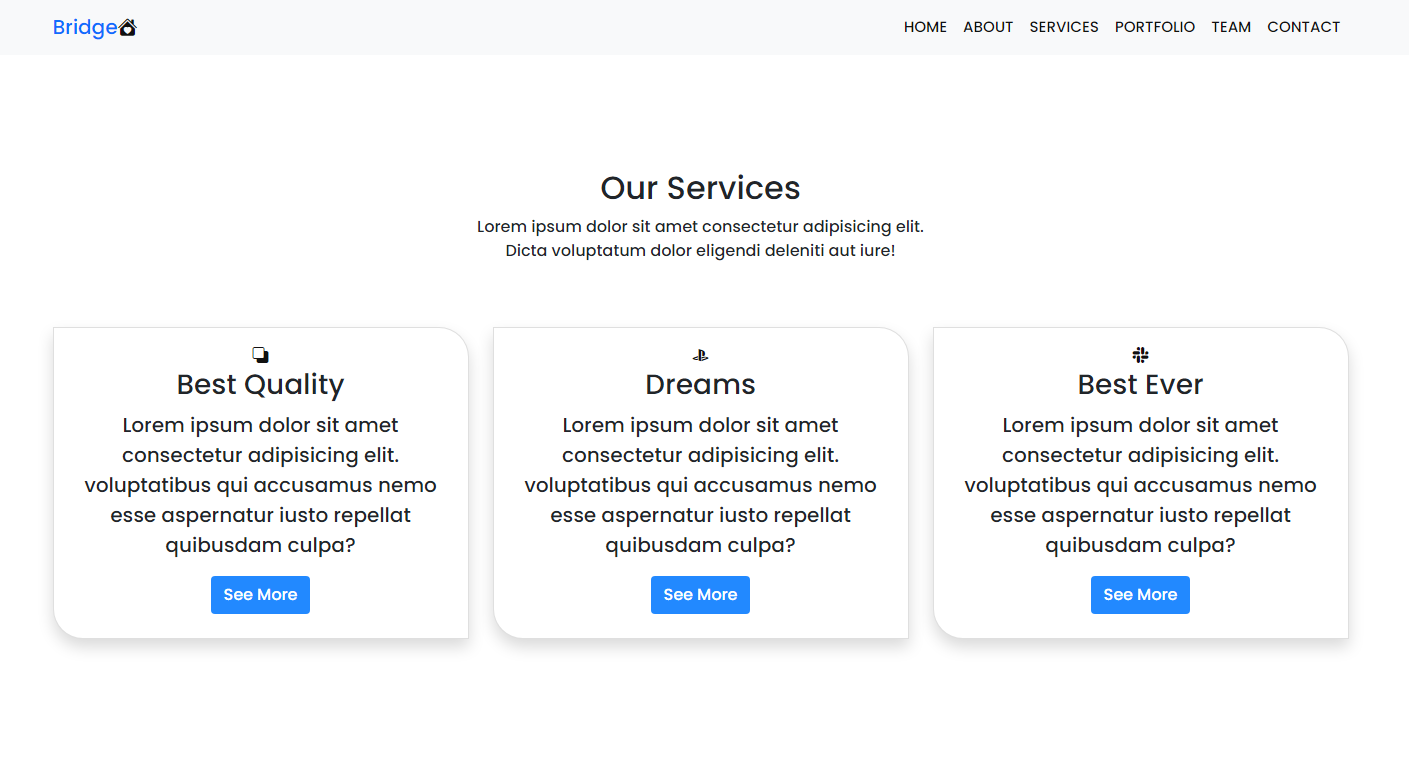 Bridge
HOME ABOUT SERVICES PORTFOLIO TEAM CONTACT
Our Services
Lorem ipsum dolor sit amet consectetur adipisicing elit.
Dicta voluptatum dolor eligendi deleniti aut iure!
Best Quality
Lorem ipsum dolor sit amet
consectetur adipisicing elit.
voluptatibus qui accusamus nemo
esse aspernatur iusto repellat
quibusdam culpa?
See More
Dreams
Lorem ipsum dolor sit amet
consectetur adipisicing elit.
voluptatibus qui accusamus nemo
esse aspernatur iusto repellat
quibusdam culpa?
See More
Best Ever
Lorem ipsum dolor sit amet
consectetur adipisicing elit.
voluptatibus qui accusamus nemo
esse aspernatur iusto repellat
quibusdam culpa?
See More